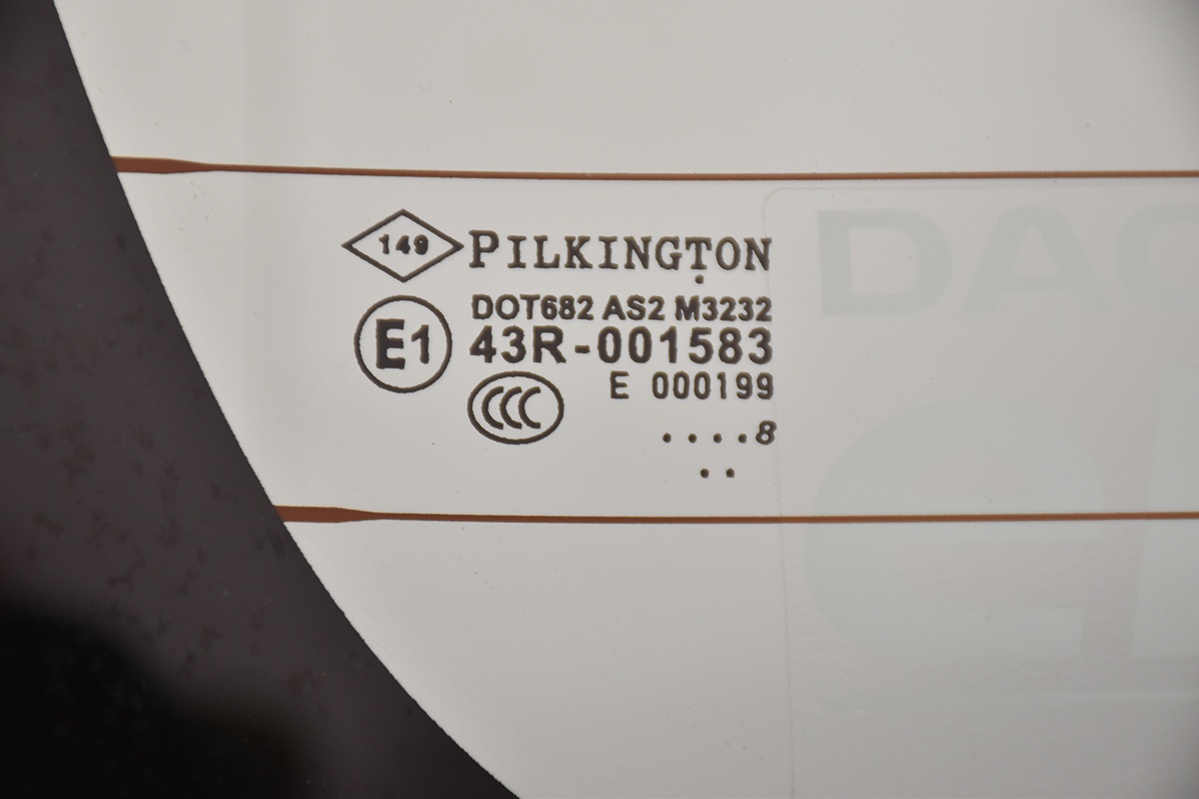 149 PILKINGTON
DOT682 AS2 M3232
E1 43R-001583
E 000199
CCC
....8
..